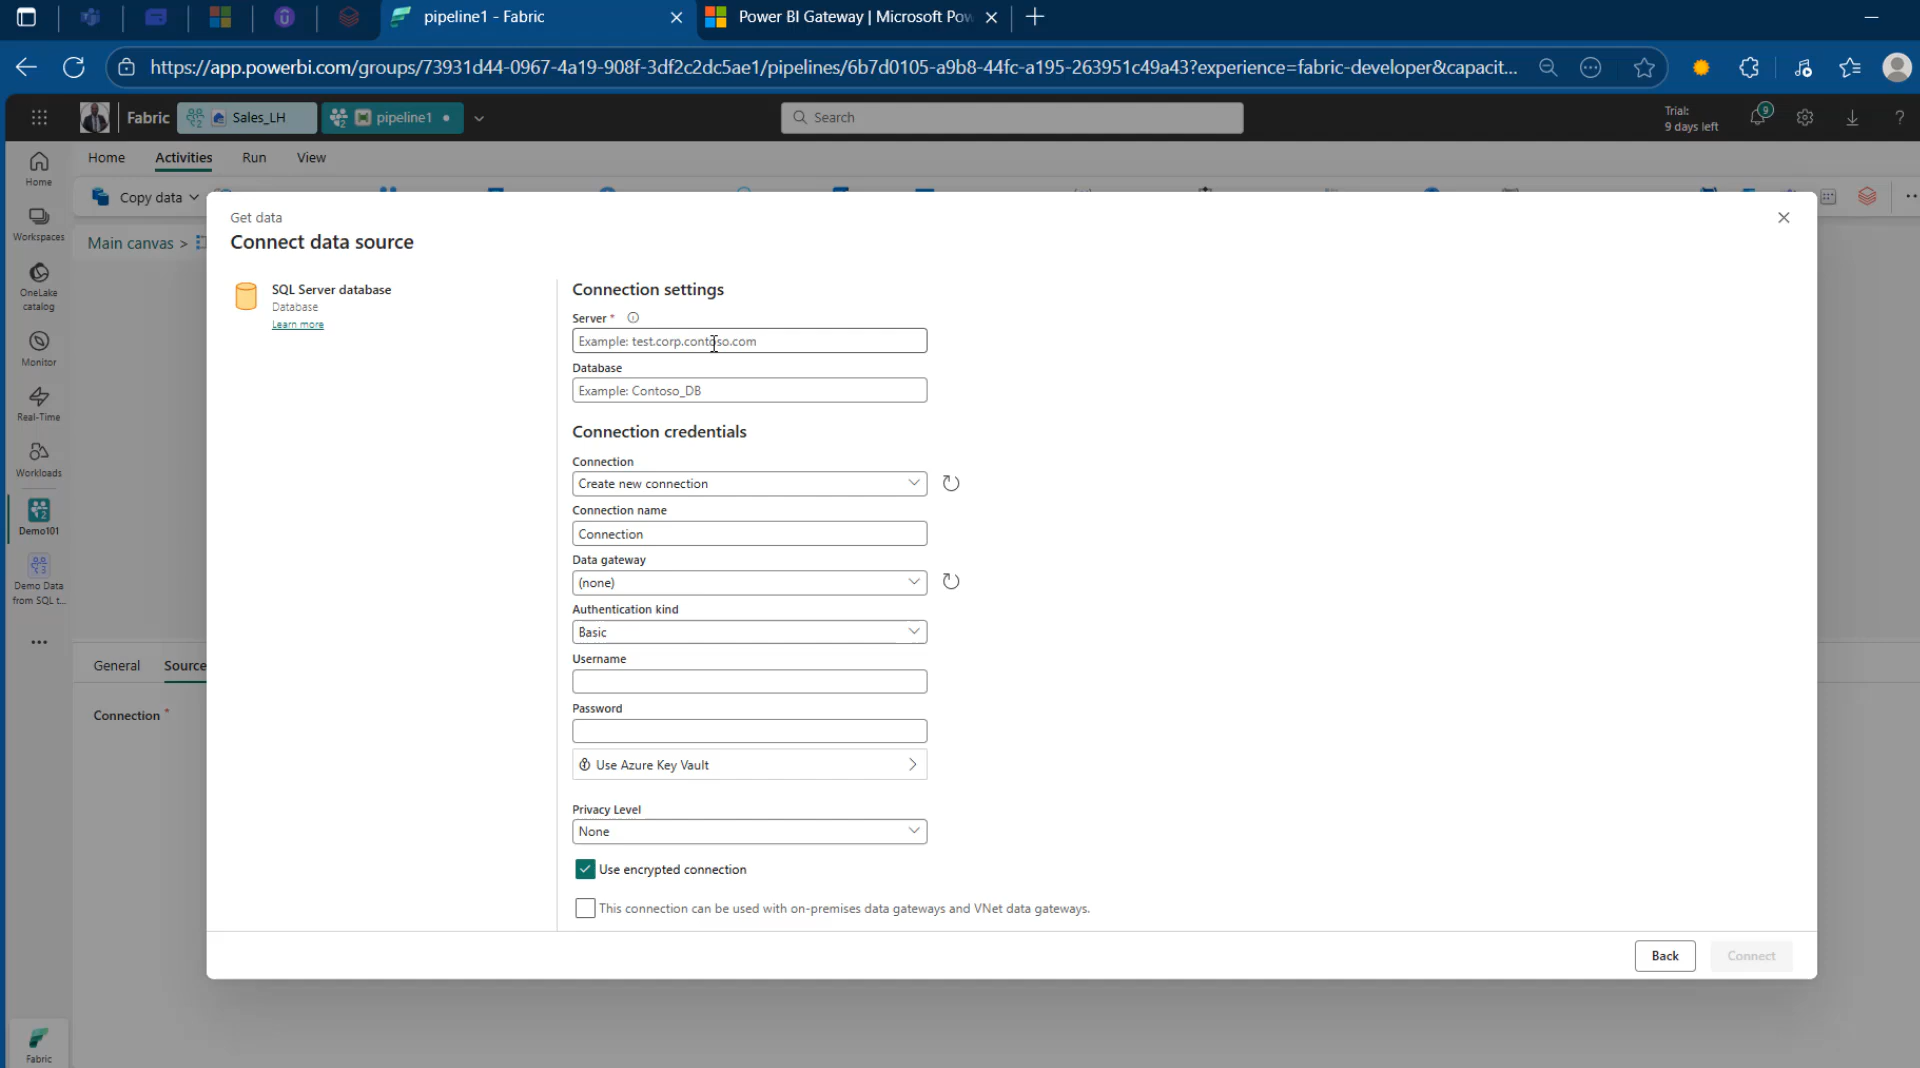 pipeline1 - Fabric
Power BI Gateway | Microsoft Pow
https://app.powerbi.com/groups/73931d44-0967-4a19-908f-3df2c2dc5ae1/pipelines/6b7d0105-a9b8-44fc-a195-263951c49a43?experience=fabric-developer&capacit...
Fabric
Sales_LH
pipeline1
Search
Trial:
9 days left
9
Home
Activities
Run
View
Copy data
Main canvas >
Home
Workspaces
OneLake
catalog
Monitor
Real-Time
Workloads
Demo101
Demo Data
from SQL t...
Fabric
General
Source
Connection *
Get data
Connect data source
SQL Server database
Database
Learn more
Connection settings
Server *
Example: test.corp.contoso.com
Database
Example: Contoso_DB
Connection credentials
Connection
Create new connection
Connection name
Connection
Data gateway
(none)
Authentication kind
Basic
Username
Password
Use Azure Key Vault
Privacy Level
None
Use encrypted connection
This connection can be used with on-premises data gateways and VNet data gateways.
Back
Connect